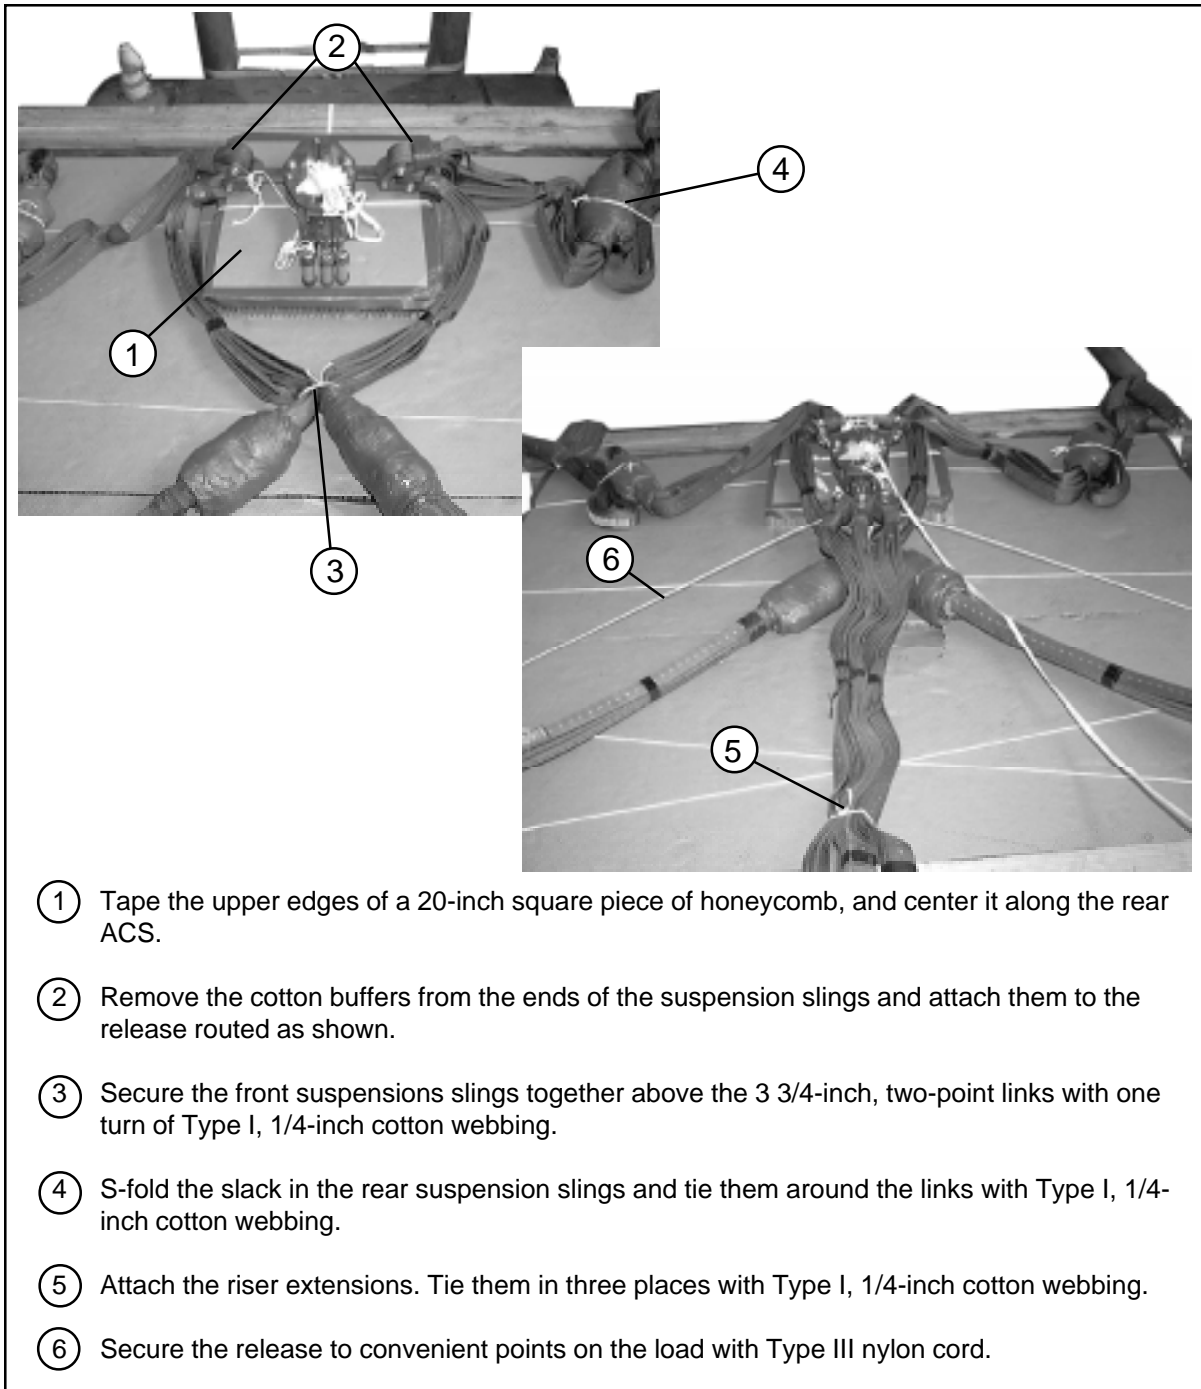 2
4
1
3
6
5
1 Tape the upper edges of a 20-inch square piece of honeycomb, and center it along the rear
ACS.
2 Remove the cotton buffers from the ends of the suspension slings and attach them to the
release routed as shown.
3 Secure the front suspensions slings together above the 3 3/4-inch, two-point links with one
turn of Type I, 1/4-inch cotton webbing.
4 S-fold the slack in the rear suspension slings and tie them around the links with Type I, 1/4-
inch cotton webbing.
5 Attach the riser extensions. Tie them in three places with Type I, 1/4-inch cotton webbing.
6 Secure the release to convenient points on the load with Type III nylon cord.